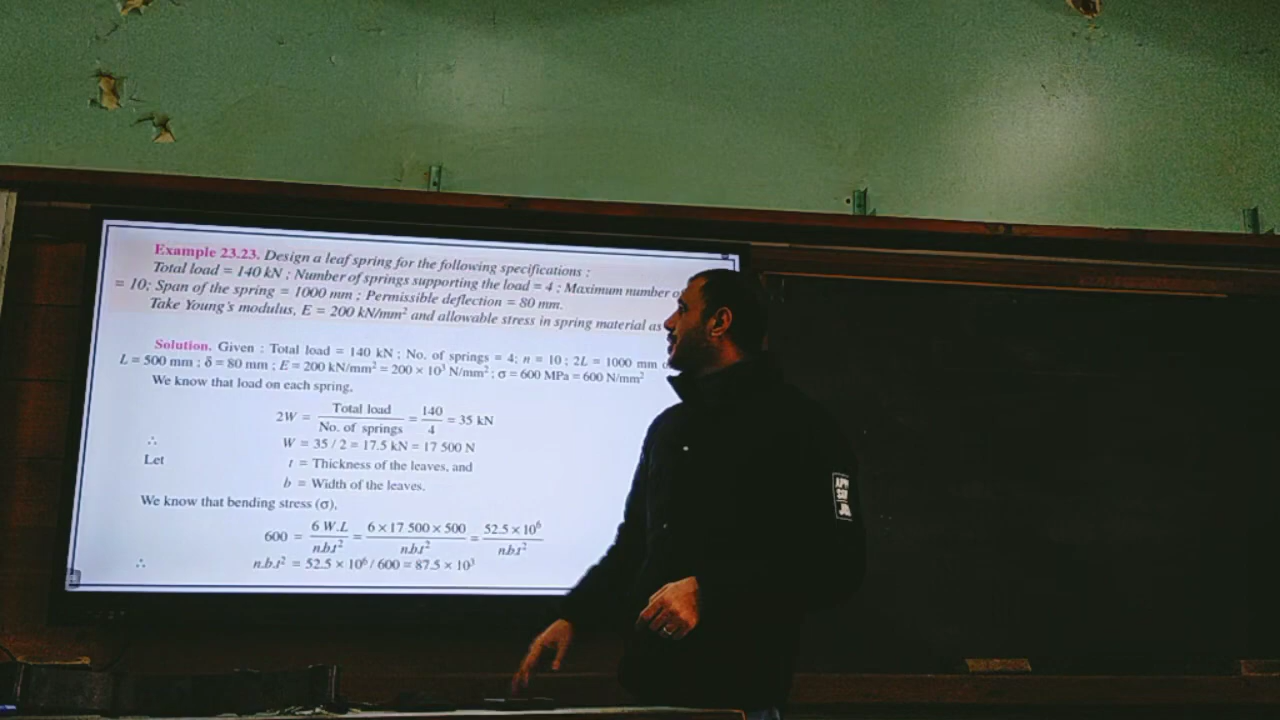 Example 23.23. Design a leaf spring for the following specifications :
Total load = 140 kN ; Number of springs supporting the load = 4 ; Maximum number
= 10; Span of the spring = 1000 mm ; Permissible deflection = 80 mm.
Take Young's modulus, E = 200 kN/mm² and allowable stress in spring material as
Solution. Given : Total load = 140 kN ; No. of springs = 4; n = 10 ; 2L = 1000 mm
L = 500 mm ; δ = 80 mm ; E = 200 kN/mm² = 200 × 10³ N/mm² ; σ = 600 MPa = 600 N/mm²
We know that load on each spring,
2W = Total load / No. of springs = 140 / 4 = 35 kN
∴ W = 35 / 2 = 17.5 kN = 17 500 N
Let t = Thickness of the leaves, and
b = Width of the leaves.
We know that bending stress (σ),
600 = 6 W.L / n.b.t² = 6 × 17 500 × 500 / n.b.t² = 52.5 × 10⁶ / n.b.t²
∴ n.b.t² = 52.5 × 10⁶ / 600 = 87.5 × 10³